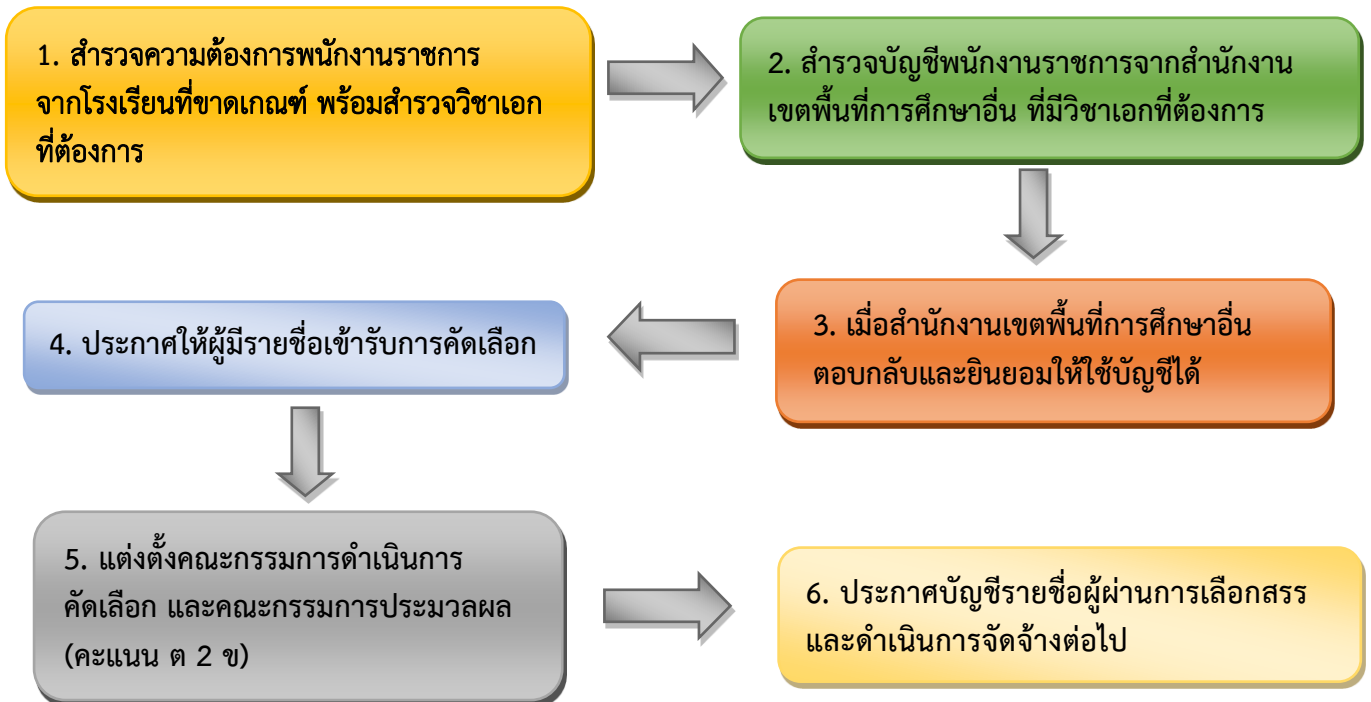 1. สำรวจความต้องการพนักงานราชการ
จากโรงเรียนที่ขาดเกณฑ์ พร้อมสำรวจวิชาเอก
ที่ต้องการ
2. สำรวจบัญชีพนักงานราชการจากสำนักงาน
เขตพื้นที่การศึกษาอื่น ที่มีวิชาเอกที่ต้องการ
3. เมื่อสำนักงานเขตพื้นที่การศึกษาอื่น
ตอบกลับและยินยอมให้ใช้บัญชีได้
4. ประกาศให้ผู้มีรายชื่อเข้ารับการคัดเลือก
5. แต่งตั้งคณะกรรมการดำเนินการ
คัดเลือก และคณะกรรมการประมวลผล
(คะแนน ต 2 ข)
6. ประกาศบัญชีรายชื่อผู้ผ่านการเลือกสรร
และดำเนินการจัดจ้างต่อไป